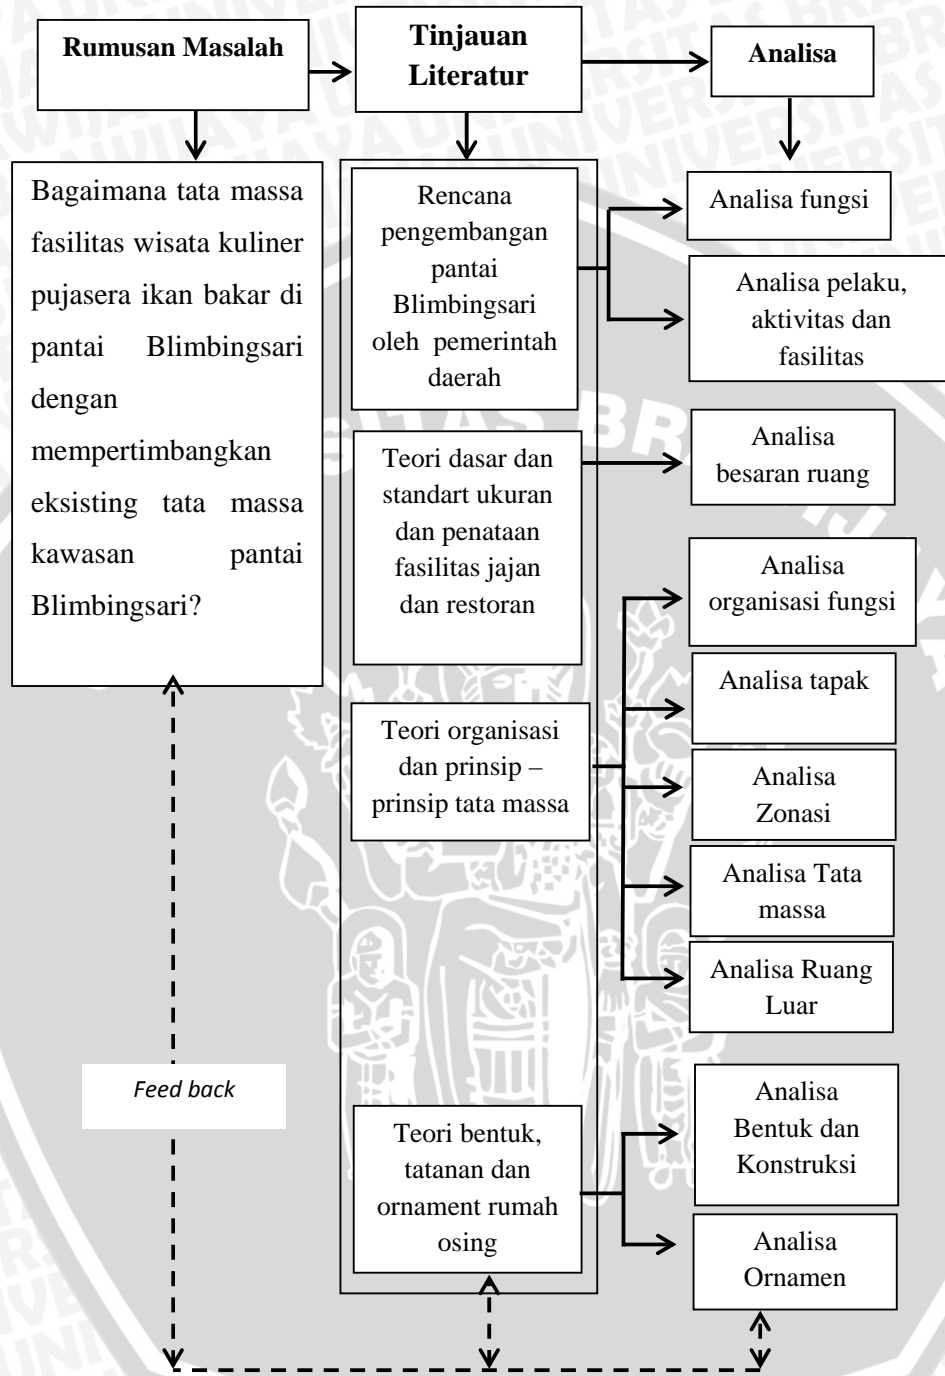 Rumusan Masalah
Tinjauan
Literatur
Analisa
Bagaimana tata massa
fasilitas wisata kuliner
pujasera ikan bakar di
pantai Blimbingsari
dengan
mempertimbangkan
eksisting tata massa
kawasan pantai
Blimbingsari?
Rencana
pengembangan
pantai
Blimbingsari
oleh pemerintah
daerah
Teori dasar dan
standart ukuran
dan penataan
fasilitas jajan
dan restoran
Teori organisasi
dan prinsip –
prinsip tata massa
Teori bentuk,
tatanan dan
ornament rumah
osing
Analisa fungsi
Analisa pelaku,
aktivitas dan
fasilitas
Analisa
besaran ruang
Analisa
organisasi fungsi
Analisa tapak
Analisa
Zonasi
Analisa Tata
massa
Analisa Ruang
Luar
Analisa
Bentuk dan
Konstruksi
Analisa
Ornamen
Feed back